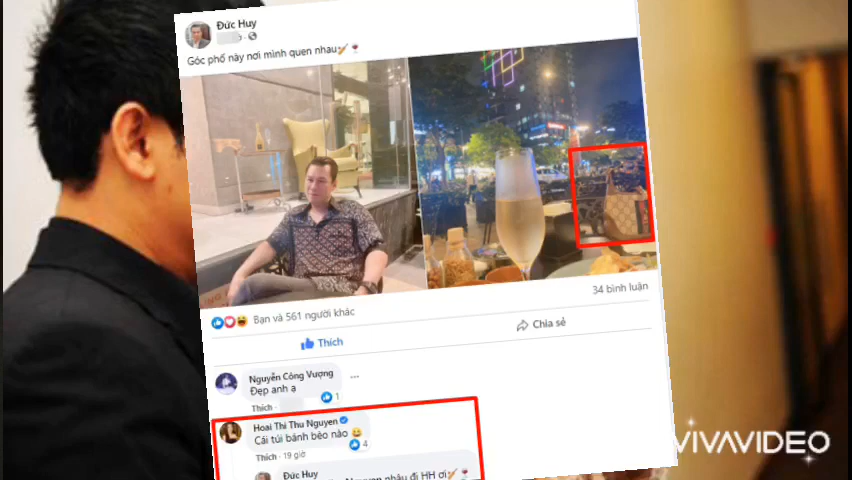 Đức Huy
Góc phố này nơi mình quen nhau🥂🍷
Bạn và 561 người khác
34 bình luận
Thích
Chia sẻ
Nguyễn Công Vượng
Đẹp anh ạ
Thích
1
Hoai Thi Thu Nguyen
Cái túi bánh bèo nào 😄
Thích · 19 giờ
4
Đức Huy
Nguyen nhậu đi HH ơi🥂🍷
VIVAVIDEO